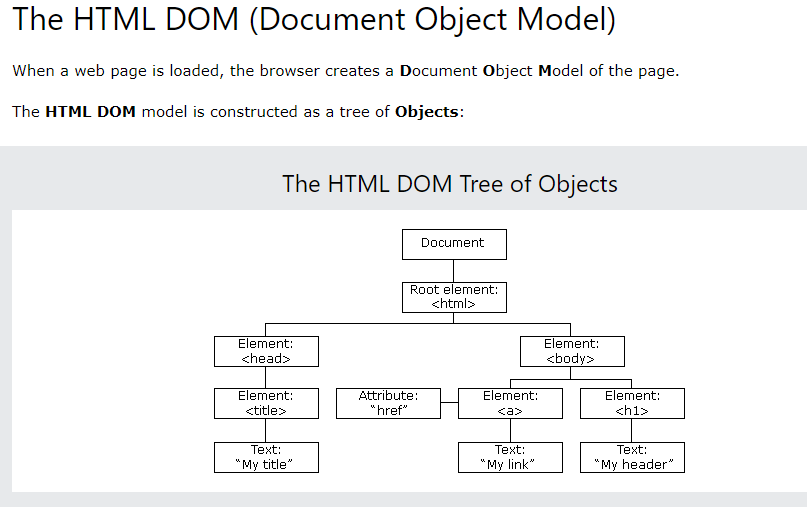 The HTML DOM (Document Object Model)
When a web page is loaded, the browser creates a Document Object Model of the page.
The HTML DOM model is constructed as a tree of Objects:
The HTML DOM Tree of Objects
Document
Root element:
<html>
Element:
<head>
Element:
<body>
Element:
<title>
Attribute:
“href”
Element:
<a>
Element:
<h1>
Text:
“My title”
Text:
“My link”
Text:
“My header”